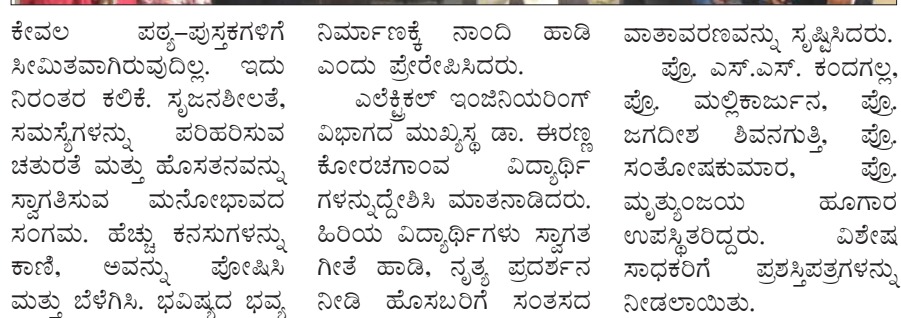 ಕೇವಲ ಪಠ್ಯ–ಪುಸ್ತಕಗಳಿಗೆ
ಸೀಮಿತವಾಗಿರುವುದಿಲ್ಲ. ಇದು
ನಿರಂತರ ಕಲಿಕೆ. ಸೃಜನಶೀಲತೆ,
ಸಮಸ್ಯೆಗಳನ್ನು ಪರಿಹರಿಸುವ
ಚತುರತೆ ಮತ್ತು ಹೊಸತನವನ್ನು
ಸ್ವಾಗತಿಸುವ ಮನೋಭಾವದ
ಸಂಗಮ. ಹೆಚ್ಚು ಕನಸುಗಳನ್ನು
ಕಾಣಿ, ಅವನ್ನು ಪೋಷಿಸಿ
ಮತ್ತು ಬೆಳೆಗಿಸಿ. ಭವಿಷ್ಯದ ಭವ್ಯ
ನಿರ್ಮಾಣಕ್ಕೆ ನಾಂದಿ ಹಾಡಿ
ಎಂದು ಪ್ರೇರೇಪಿಸಿದರು.
ಎಲೆಕ್ಟ್ರಿಕಲ್ ಇಂಜಿನಿಯರಿಂಗ್
ವಿಭಾಗದ ಮುಖ್ಯಸ್ಥ ಡಾ. ಈರಣ್ಣ
ಕೋರಚಗಾಂವ ವಿದ್ಯಾರ್ಥಿ
ಗಳನ್ನುದ್ದೇಶಿಸಿ ಮಾತನಾಡಿದರು.
ಹಿರಿಯ ವಿದ್ಯಾರ್ಥಿಗಳು ಸ್ವಾಗತ
ಗೀತೆ ಹಾಡಿ, ನೃತ್ಯ ಪ್ರದರ್ಶನ
ನೀಡಿ ಹೊಸಬರಿಗೆ ಸಂತಸದ
ವಾತಾವರಣವನ್ನು ಸೃಷ್ಟಿಸಿದರು.
ಪ್ರೊ. ಎಸ್.ಎಸ್. ಕಂದಗಲ್ಲ,
ಪ್ರೊ. ಮಲ್ಲಿಕಾರ್ಜುನ, ಪ್ರೊ.
ಜಗದೀಶ ಶಿವನಗುತ್ತಿ, ಪ್ರೊ.
ಸಂತೋಷಕುಮಾರ, ಪ್ರೊ.
ಮೃತ್ಯುಂಜಯ ಹೂಗಾರ
ಉಪಸ್ಥಿತರಿದ್ದರು. ವಿಶೇಷ
ಸಾಧಕರಿಗೆ ಪ್ರಶಸ್ತಿಪತ್ರಗಳನ್ನು
ನೀಡಲಾಯಿತು.